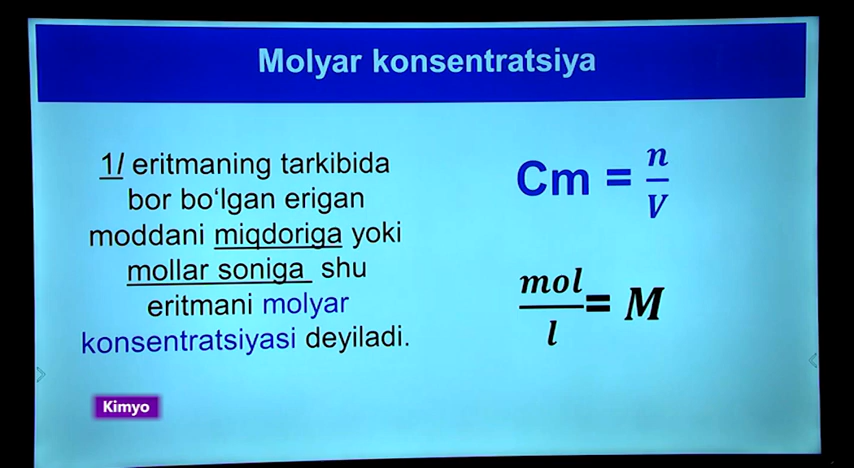 Molyar konsentratsiya
1l eritmaning tarkibida
bor bo‘lgan erigan
moddani miqdoriga yoki
mollar soniga shu
eritmani molyar
konsentratsiyasi deyiladi.
Cm = n/V
mol/l = M
Kimyo